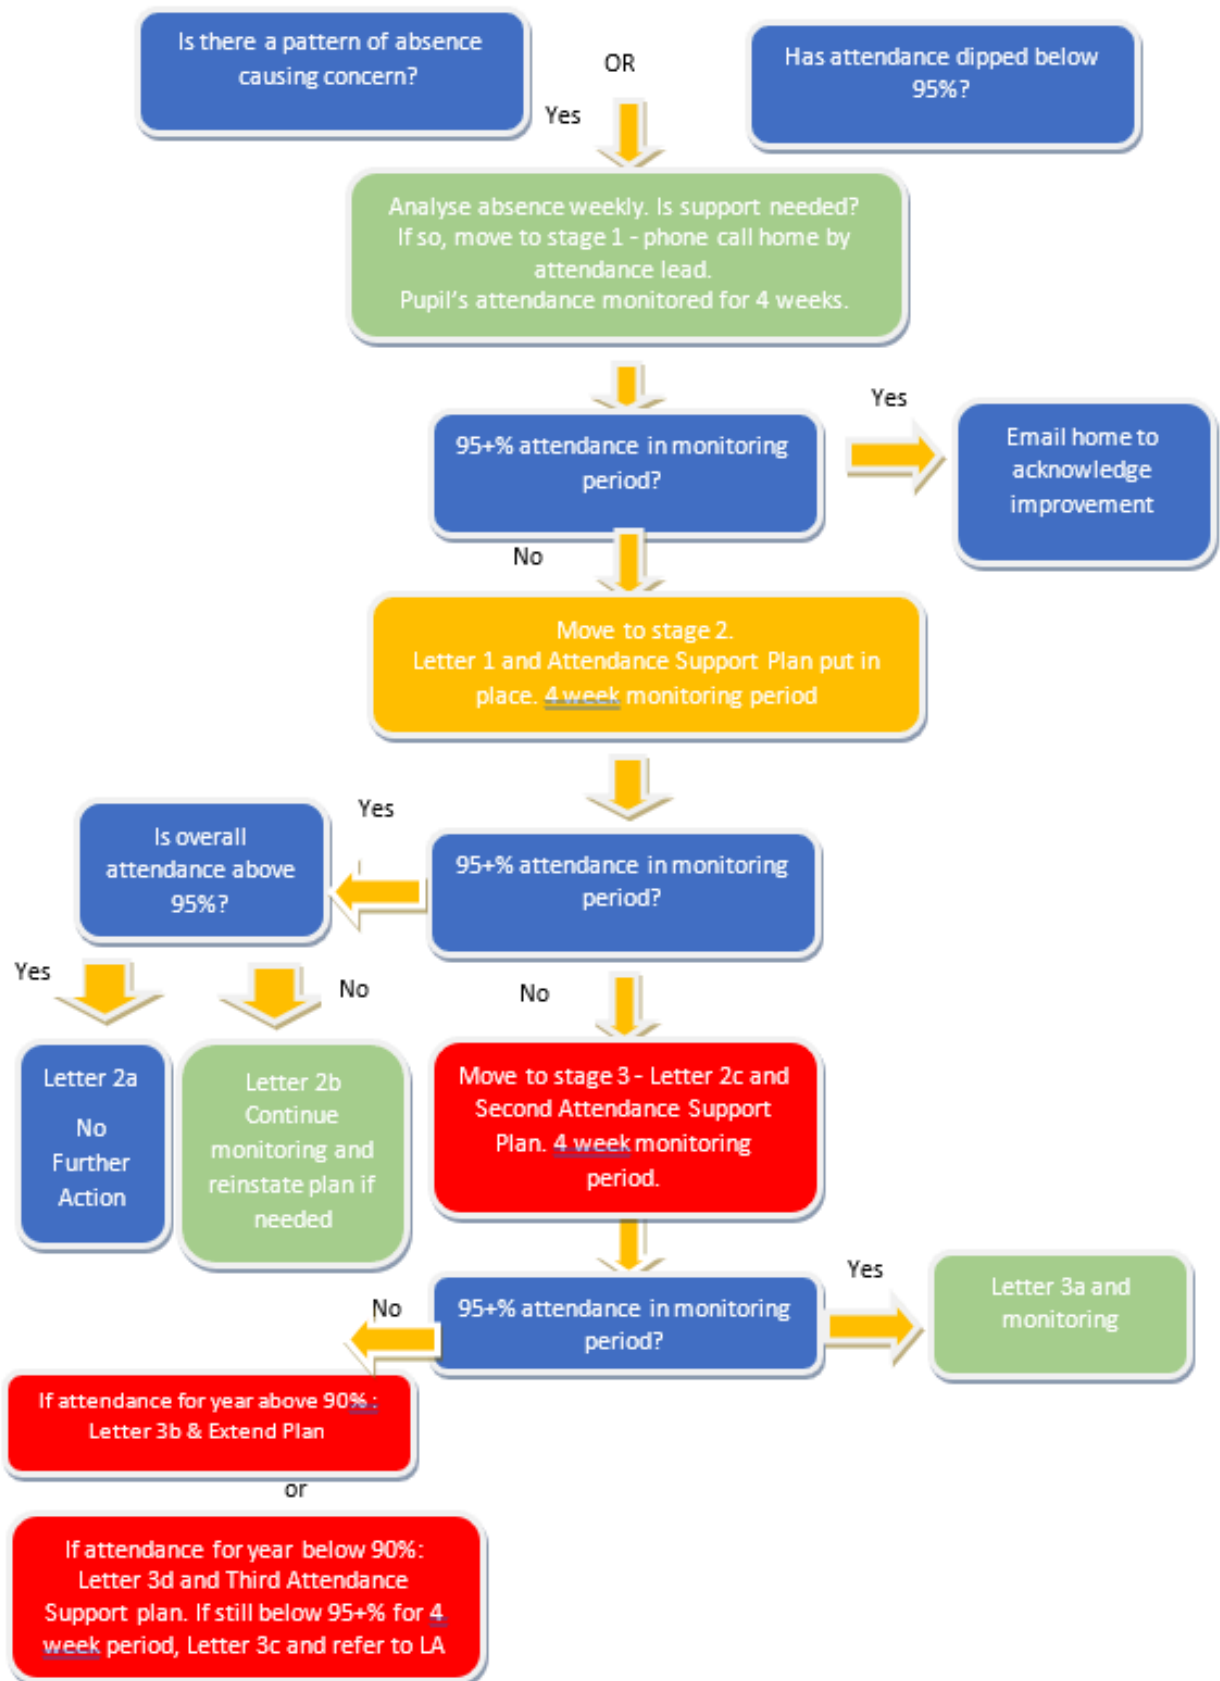 Is there a pattern of absence
causing concern?
OR
Has attendance dipped below
95%?
Yes
Analyse absence weekly. Is support needed?
If so, move to stage 1 - phone call home by
attendance lead.
Pupil's attendance monitored for 4 weeks.
95+% attendance in monitoring
period?
Yes
Email home to
acknowledge
improvement
No
Move to stage 2.
Letter 1 and Attendance Support Plan put in
place. 4 week monitoring period
95+% attendance in monitoring
period?
Yes
Is overall
attendance above
95%?
Yes
No
No
Letter 2a
No
Further
Action
Letter 2b
Continue
monitoring and
reinstate plan if
needed
Move to stage 3 - Letter 2c and
Second Attendance Support
Plan. 4 week monitoring
period.
95+% attendance in monitoring
period?
Yes
Letter 3a and
monitoring
No
If attendance for year above 90% :
Letter 3b & Extend Plan
or
If attendance for year below 90%:
Letter 3d and Third Attendance
Support plan. If still below 95+% for 4
week period, Letter 3c and refer to LA